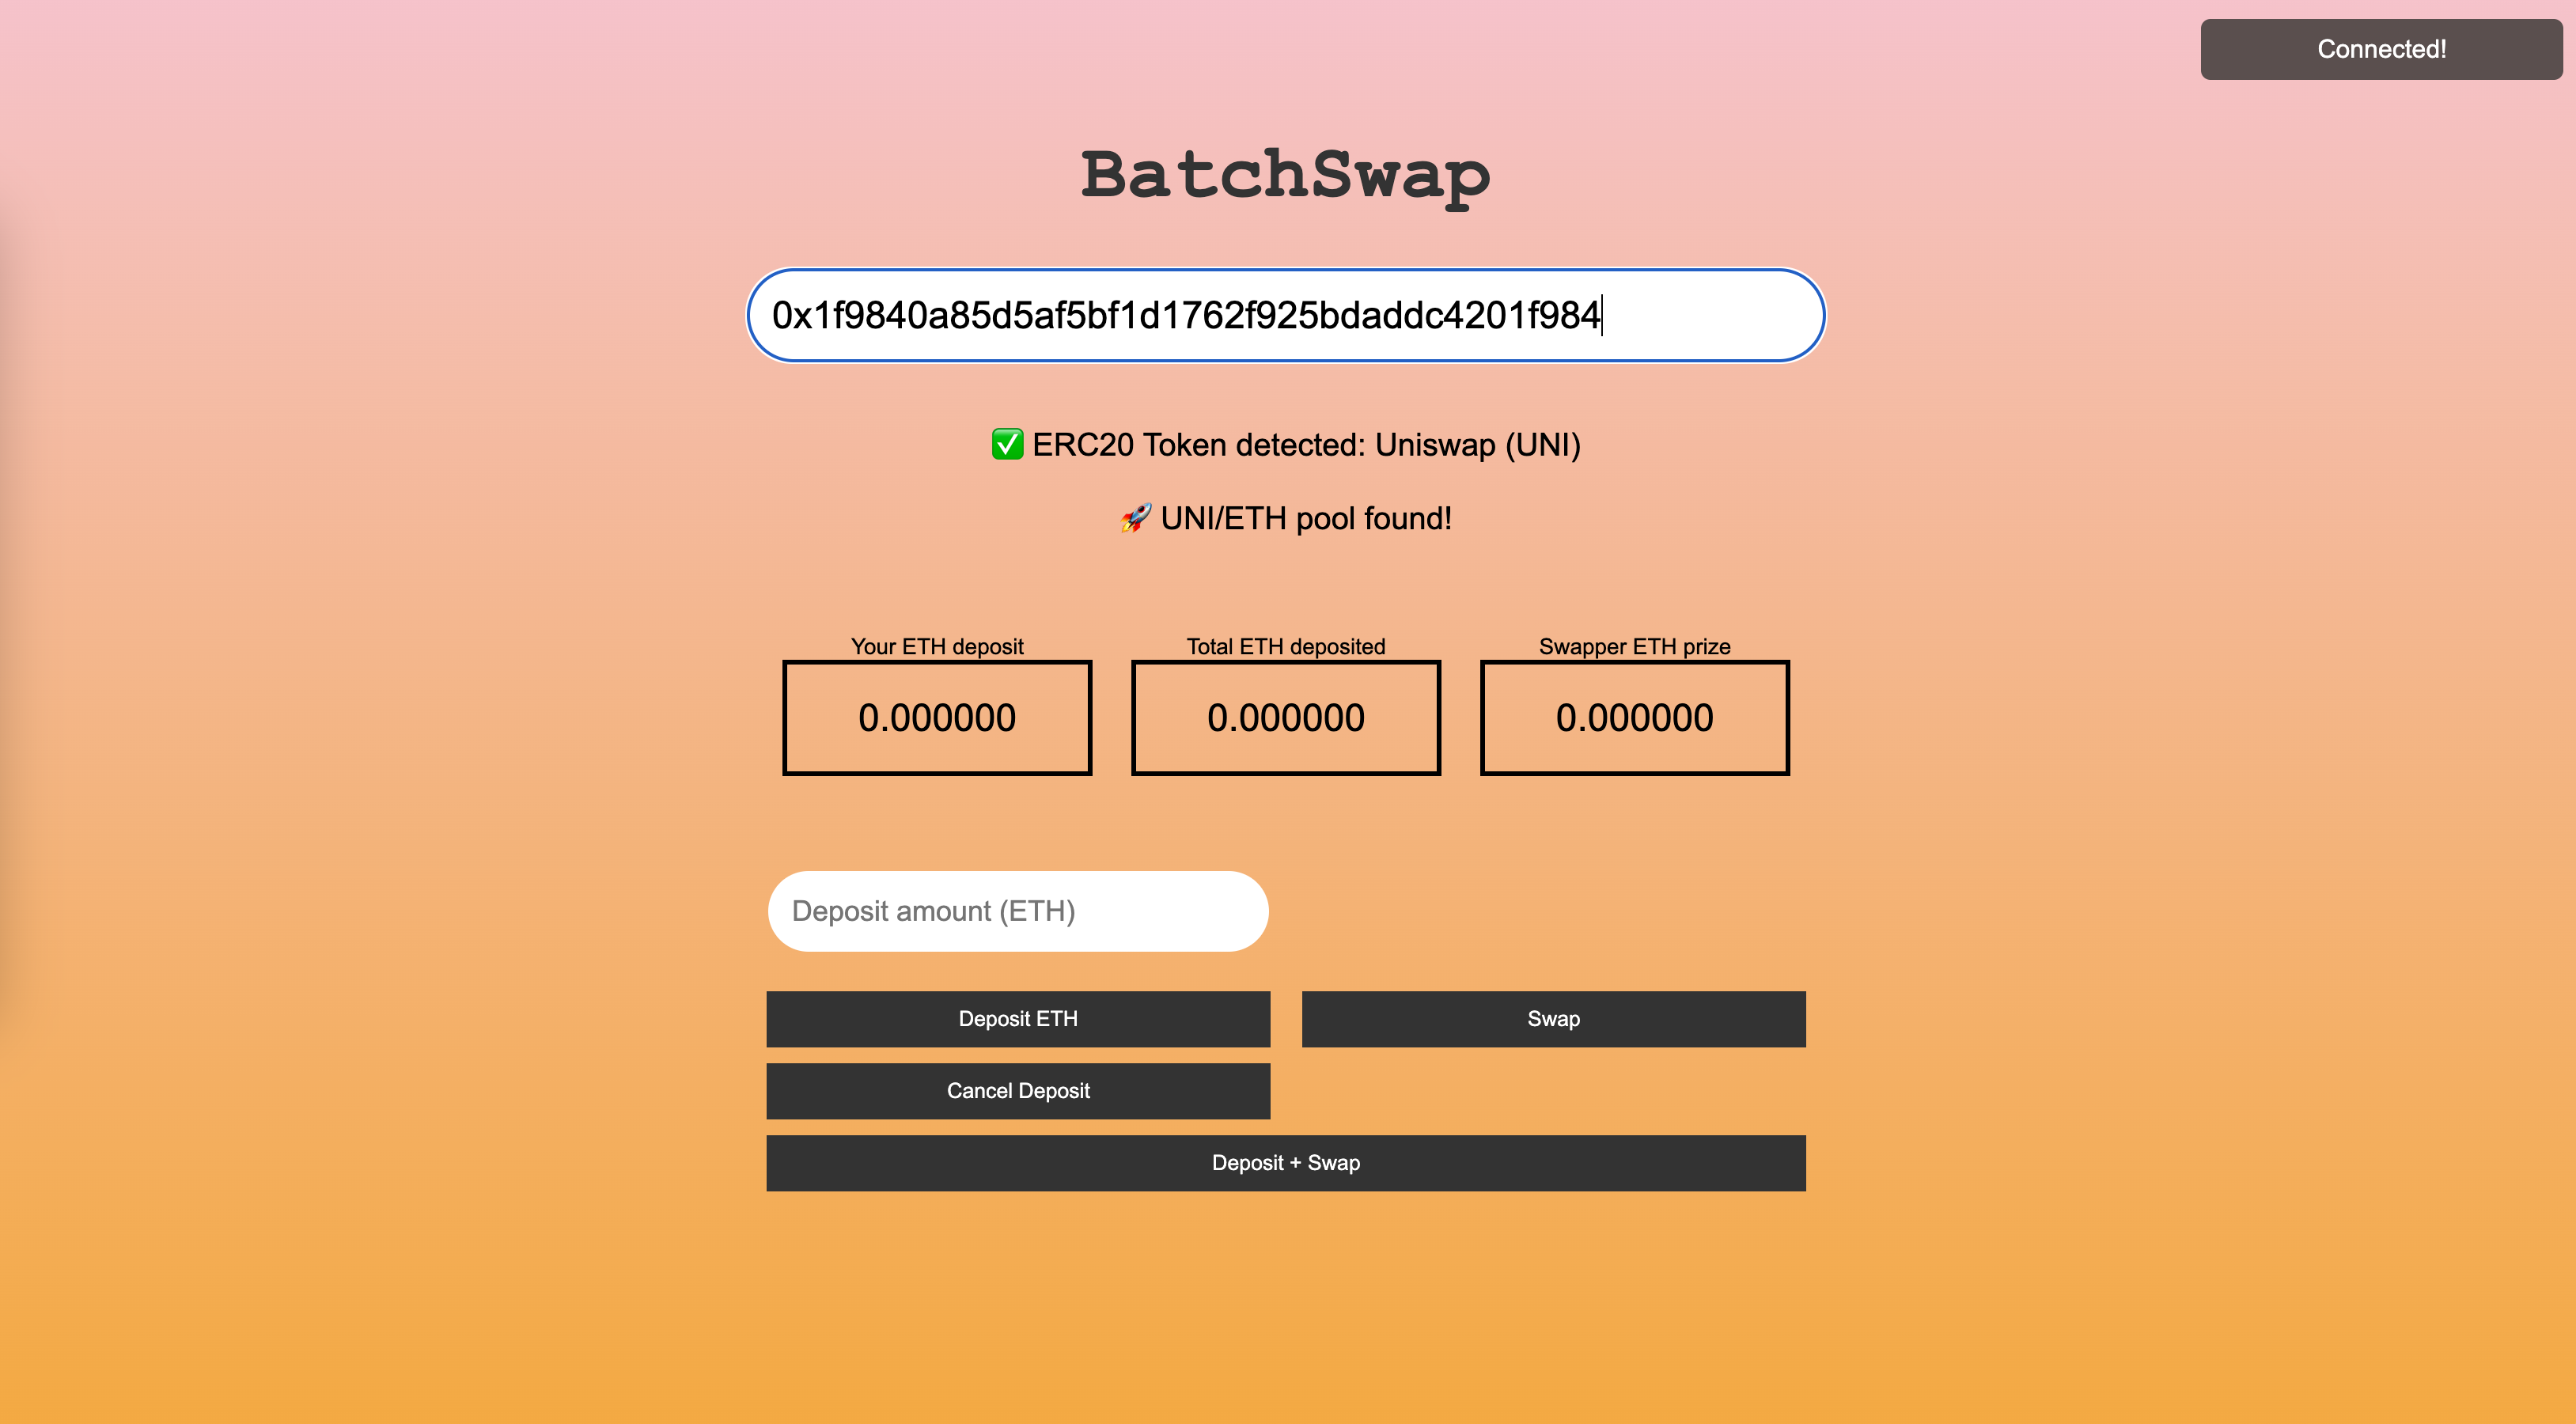 Connected!
BatchSwap
0x1f9840a85d5af5bf1d1762f925bdaddc4201f984
✅ ERC20 Token detected: Uniswap (UNI)
🚀 UNI/ETH pool found!
Your ETH deposit Total ETH deposited Swapper ETH prize
0.000000 0.000000 0.000000
Deposit amount (ETH)
Deposit ETH Swap
Cancel Deposit
Deposit + Swap